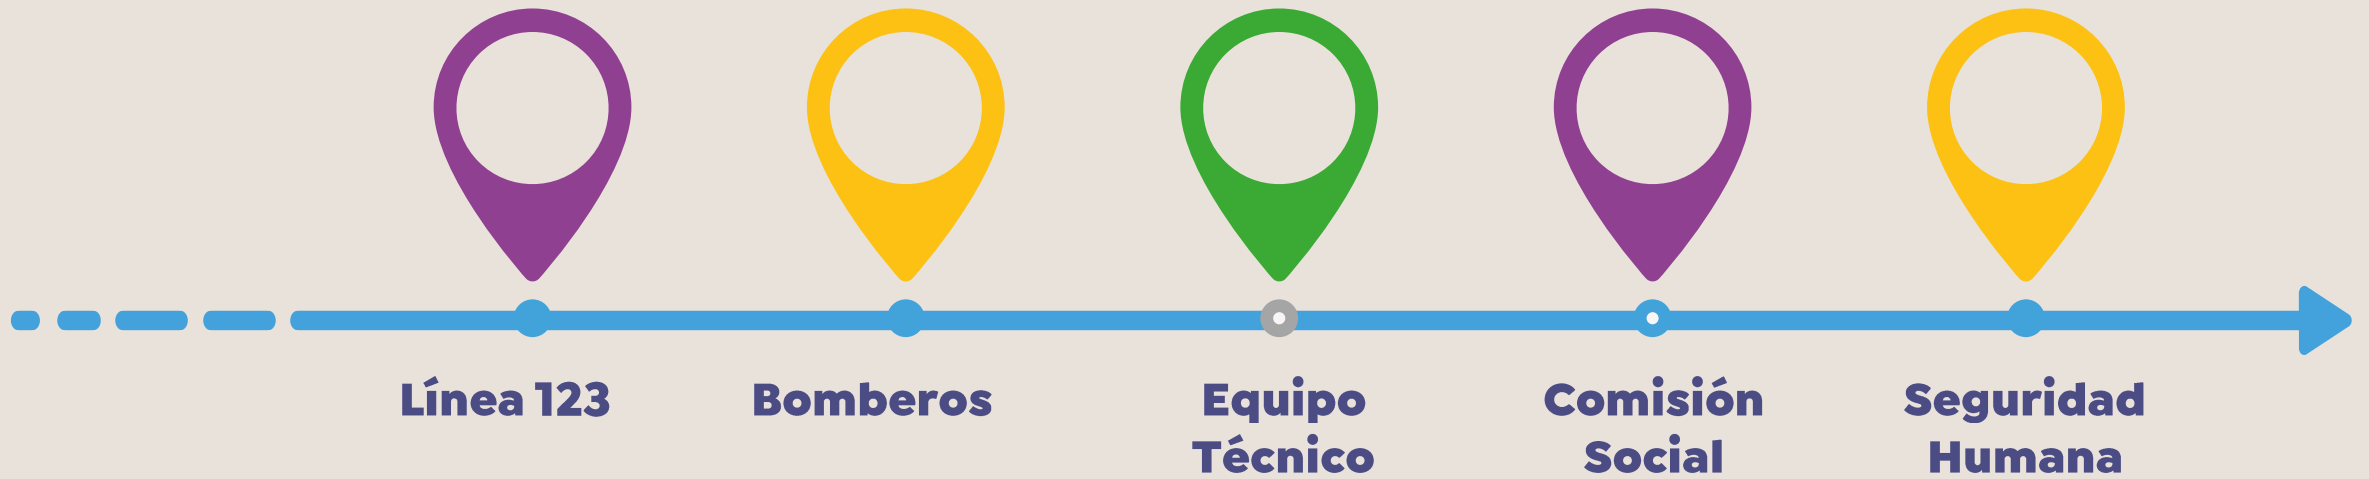 Línea 123
Bomberos
Equipo
Técnico
Comisión
Social
Seguridad
Humana